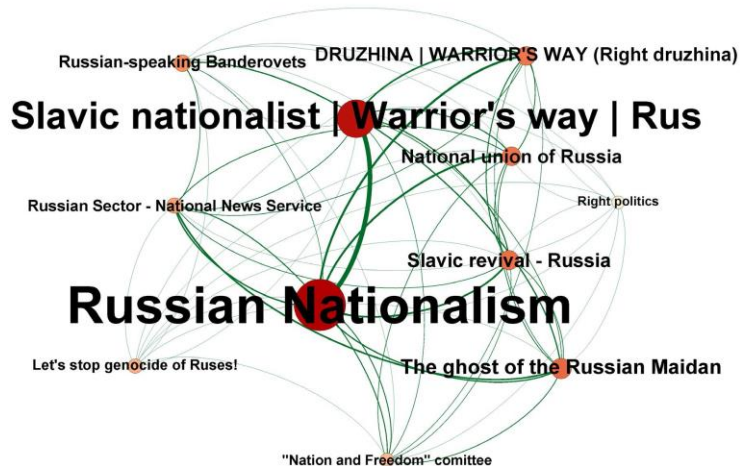 Russian-speaking Banderovets
DRUZHINA | WARRIOR'S WAY (Right druzhina)
Slavic nationalist | Warrior's way | Rus
National union of Russia
Russian Sector - National News Service
Right politics
Slavic revival - Russia
Russian Nationalism
Let's stop genocide of Ruses!
The ghost of the Russian Maidan
"Nation and Freedom" comittee